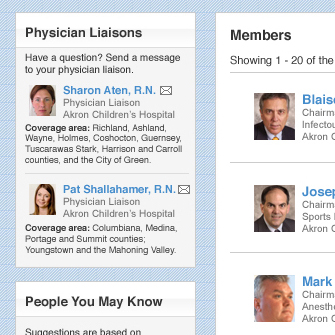 Physician Liaisons
Have a question? Send a message
to your physician liaison.
Sharon Aten, R.N.
Physician Liaison
Akron Children's Hospital
Coverage area: Richland, Ashland,
Wayne, Holmes, Coshocton, Guernsey,
Tuscarawas Stark, Harrison and Carroll
counties, and the City of Green.
Pat Shallahamer, R.N.
Physician Liaison
Akron Children's Hospital
Coverage area: Columbiana, Medina,
Portage and Summit counties;
Youngstown and the Mahoning Valley.
People You May Know
Suggestions are based on
Members
Showing 1 - 20 of the
Blais
Chairm
Infectou
Akron C
Josep
Chairm
Sports
Akron C
Mark
Chairm
Anesthe
Akron C